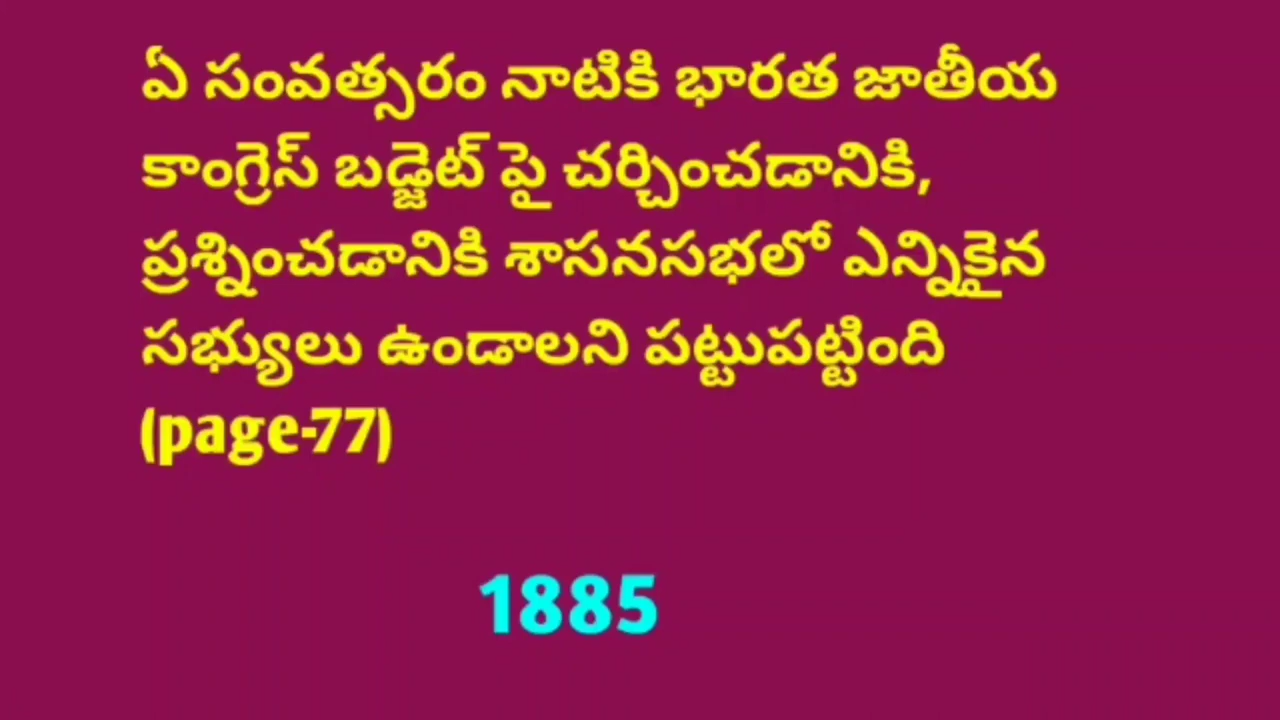 ఏ సంవత్సరం నాటికి భారత జాతీయ
కాంగ్రెస్ బడ్జెట్ పై చర్చించడానికి,
ప్రశ్నించడానికి శాసనసభలో ఎన్నికైన
సభ్యులు ఉండాలని పట్టుపట్టింది
(page-77)
1885